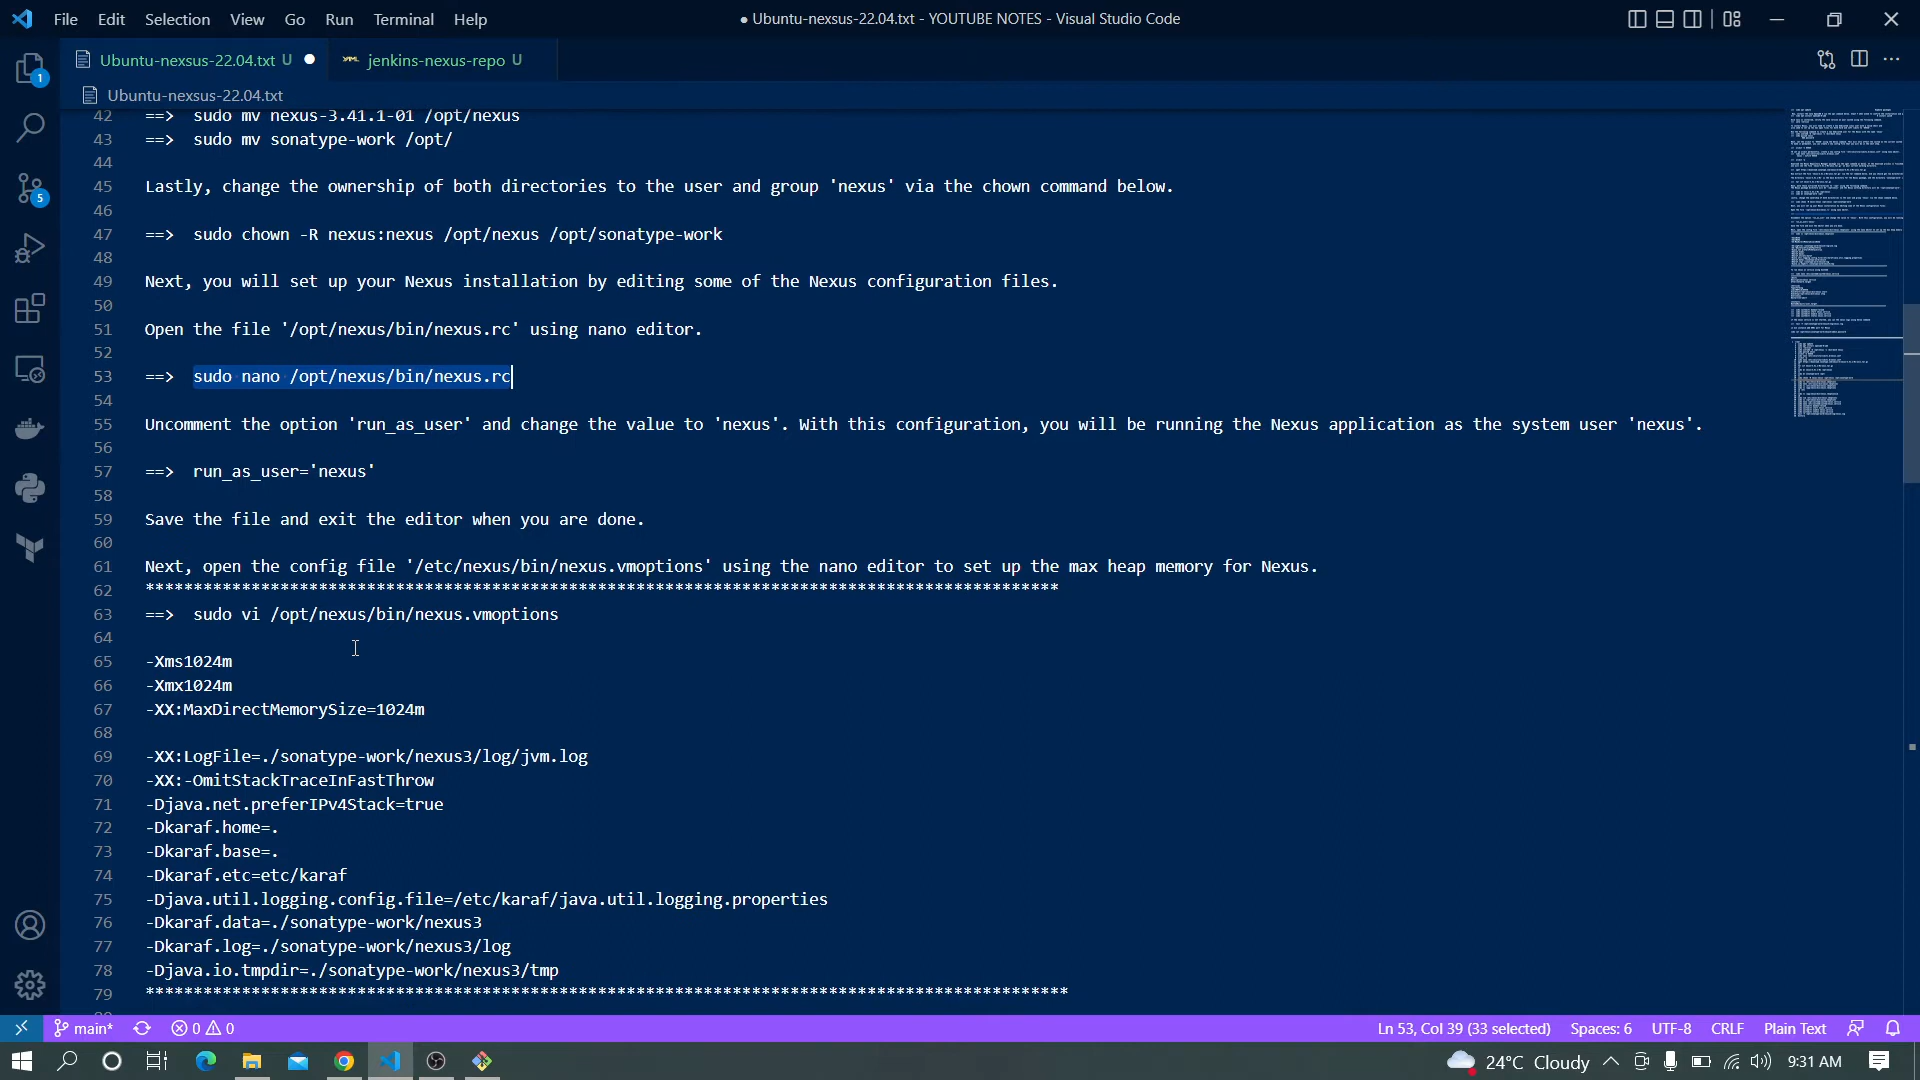 File Edit Selection View Go Run Terminal Help
● Ubuntu-nexsus-22.04.txt - YOUTUBE NOTES - Visual Studio Code
Ubuntu-nexsus-22.04.txt U ●
jenkins-nexus-repo U
Ubuntu-nexsus-22.04.txt
42 ==> sudo mv nexus-3.41.1-01 /opt/nexus
43 ==> sudo mv sonatype-work /opt/
44
45 Lastly, change the ownership of both directories to the user and group 'nexus' via the chown command below.
46
47 ==> sudo chown -R nexus:nexus /opt/nexus /opt/sonatype-work
48
49 Next, you will set up your Nexus installation by editing some of the Nexus configuration files.
50
51 Open the file '/opt/nexus/bin/nexus.rc' using nano editor.
52
53 ==> sudo nano /opt/nexus/bin/nexus.rc
54
55 Uncomment the option 'run_as_user' and change the value to 'nexus'. With this configuration, you will be running the Nexus application as the system user 'nexus'.
56
57 ==> run_as_user='nexus'
58
59 Save the file and exit the editor when you are done.
60
61 Next, open the config file '/etc/nexus/bin/nexus.vmoptions' using the nano editor to set up the max heap memory for Nexus.
62 ***********************************************************************************************
63 ==> sudo vi /opt/nexus/bin/nexus.vmoptions
64
65 -Xms1024m
66 -Xmx1024m
67 -XX:MaxDirectMemorySize=1024m
68
69 -XX:LogFile=./sonatype-work/nexus3/log/jvm.log
70 -XX:-OmitStackTraceInFastThrow
71 -Djava.net.preferIPv4Stack=true
72 -Dkaraf.home=.
73 -Dkaraf.base=.
74 -Dkaraf.etc=etc/karaf
75 -Djava.util.logging.config.file=/etc/karaf/java.util.logging.properties
76 -Dkaraf.data=./sonatype-work/nexus3
77 -Dkaraf.log=./sonatype-work/nexus3/log
78 -Djava.io.tmpdir=./sonatype-work/nexus3/tmp
79 ************************************************************************************************
1
5
main* 0 0
Ln 53, Col 39 (33 selected) Spaces: 6 UTF-8 CRLF Plain Text
24°C Cloudy 9:31 AM